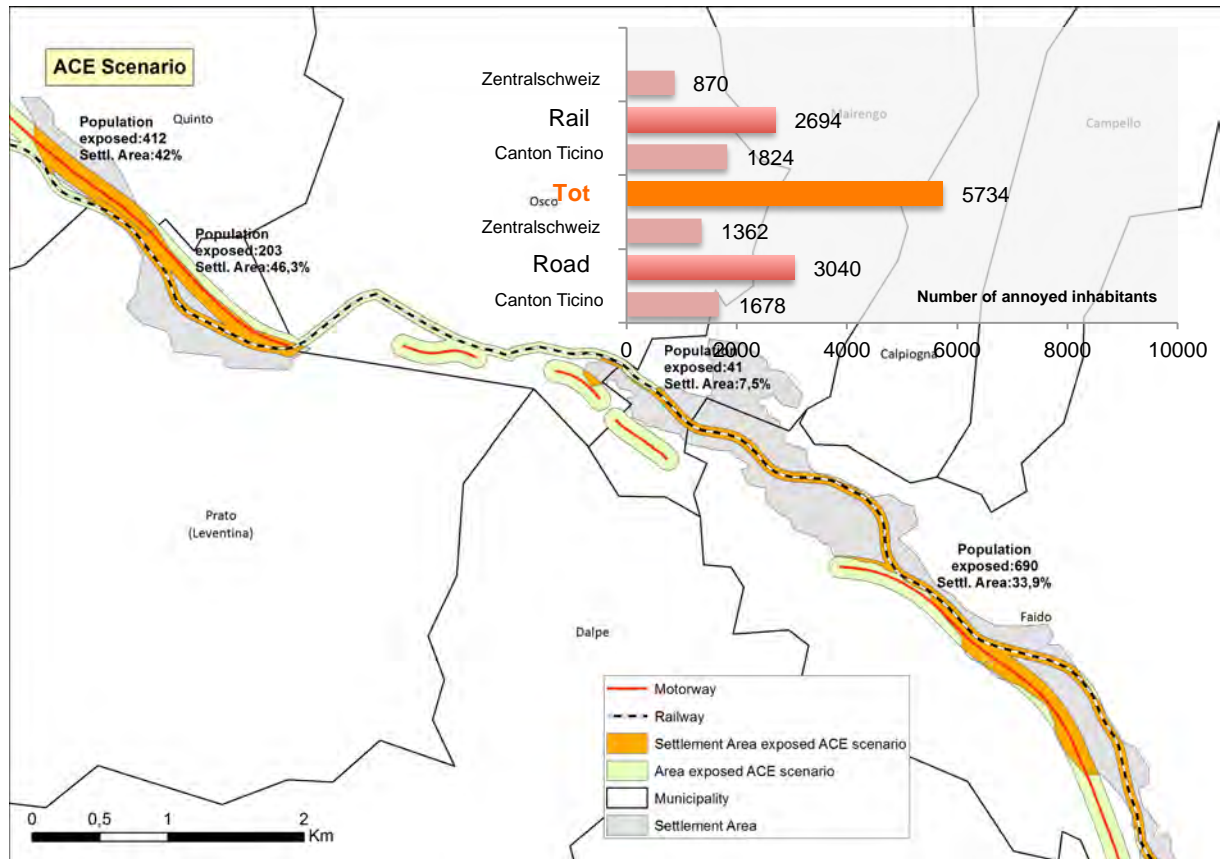 ACE Scenario
Population
exposed:412
Settl. Area:42%
Quinto
Population
exposed:203
Settl. Area:46,3%
Zentralschweiz
870
Rail
2694
Mairengo
Campello
Canton Ticino
1824
Osco
Tot
5734
Zentralschweiz
1362
Road
3040
Canton Ticino
1678
Number of annoyed inhabitants
0 2000 4000 6000 8000 10000
Population
exposed:41
Settl. Area:7,5%
Calpiogna
Prato
(Leventina)
Population
exposed:690
Settl. Area:33,9%
Faido
Dalpe
Motorway
Railway
Settlement Area exposed ACE scenario
Area exposed ACE scenario
Municipality
Settlement Area
0 0,5 1 2
Km